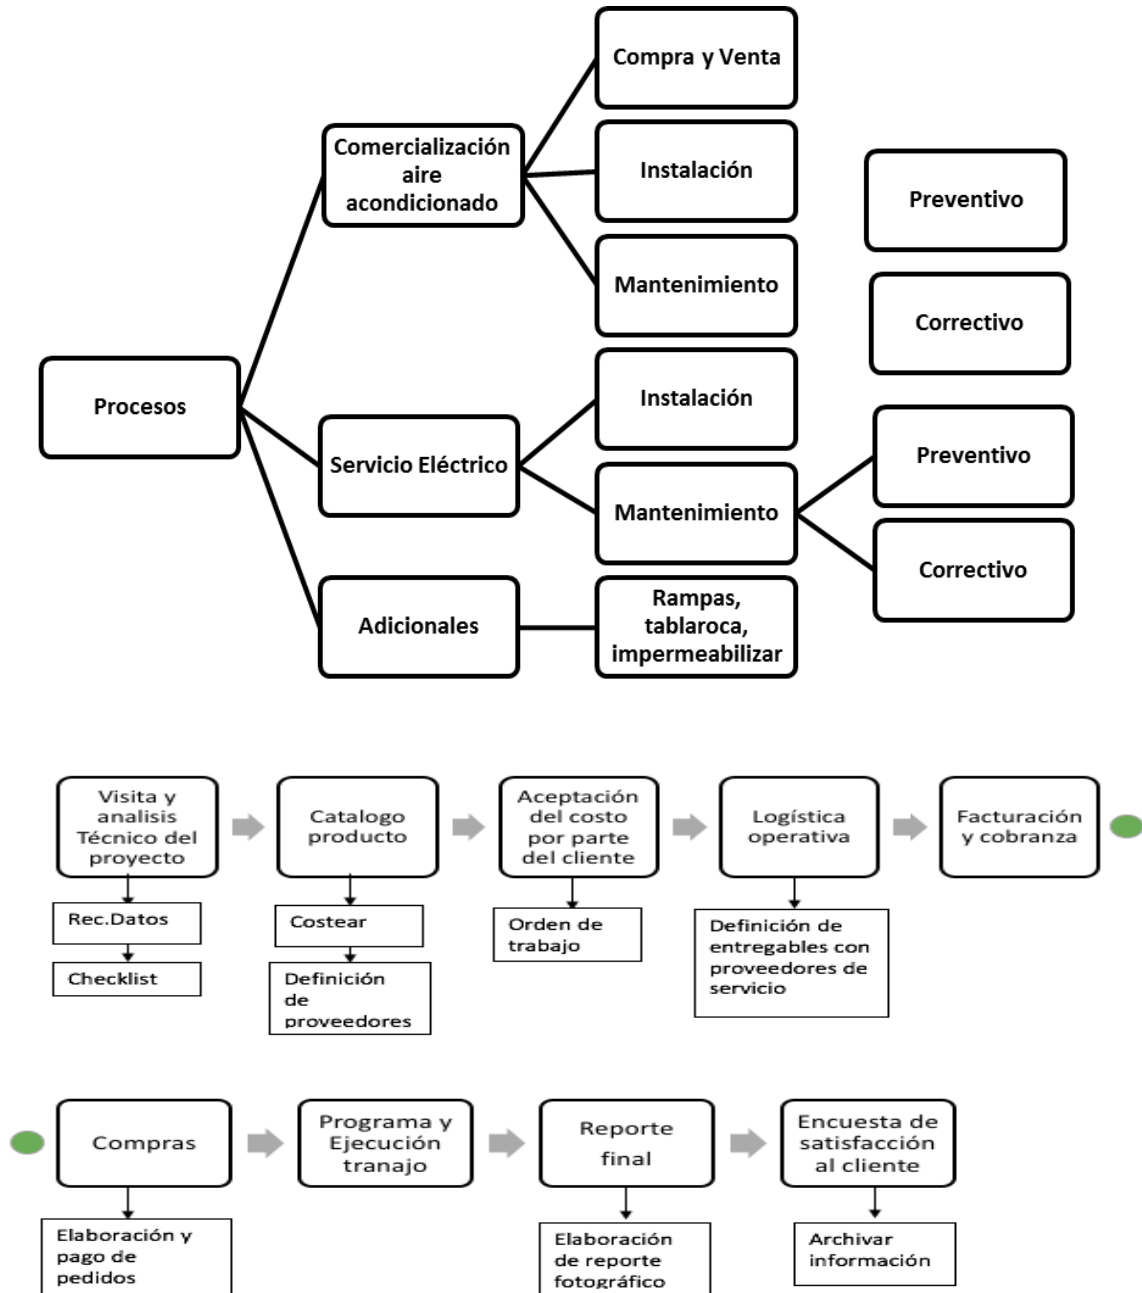 Compra y Venta
Comercialización
aire
acondicionado
Instalación
Preventivo
Mantenimiento
Correctivo
Procesos
Instalación
Servicio Eléctrico
Preventivo
Mantenimiento
Correctivo
Adicionales
Rampas,
tablaroca,
impermeabilizar
Visita y
analisis
Técnico del
proyecto
Catalogo
producto
Aceptación
del costo
por parte
del cliente
Logística
operativa
Facturación
y cobranza
Rec.Datos
Checklist
Costear
Definición
de
proveedores
Orden de
trabajo
Definición de
entregables con
proveedores de
servicio
Compras
Programa y
Ejecución
tranajo
Reporte
final
Encuesta de
satisfacción
al cliente
Elaboración y
pago de
pedidos
Elaboración
de reporte
fotográfico
Archivar
información